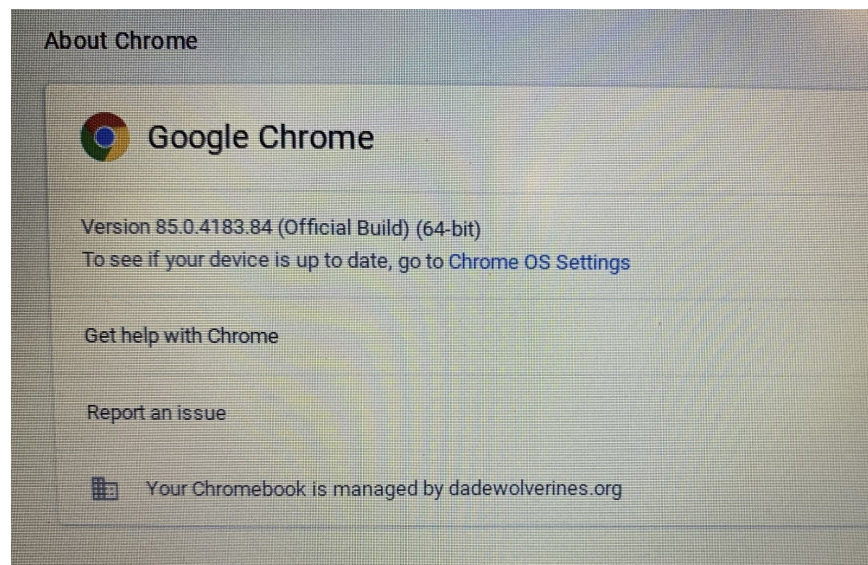 About Chrome
Google Chrome
Version 85.0.4183.84 (Official Build) (64-bit)
To see if your device is up to date, go to Chrome OS Settings
Get help with Chrome
Report an issue
Your Chromebook is managed by dadewolverines.org